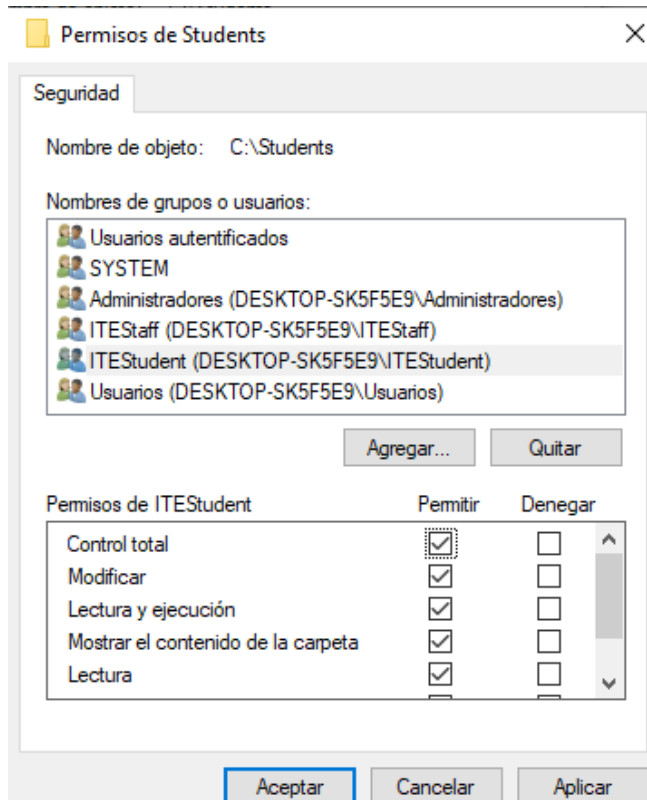 Permisos de Students
Seguridad
Nombre de objeto: C:\Students
Nombres de grupos o usuarios:
Usuarios autentificados
SYSTEM
Administradores (DESKTOP-SK5F5E9\Administradores)
ITEStaff (DESKTOP-SK5F5E9\ITEStaff)
ITEStudent (DESKTOP-SK5F5E9\ITEStudent)
Usuarios (DESKTOP-SK5F5E9\Usuarios)
Agregar... Quitar
Permisos de ITEStudent Permitir Denegar
Control total
Modificar
Lectura y ejecución
Mostrar el contenido de la carpeta
Lectura
Aceptar Cancelar Aplicar